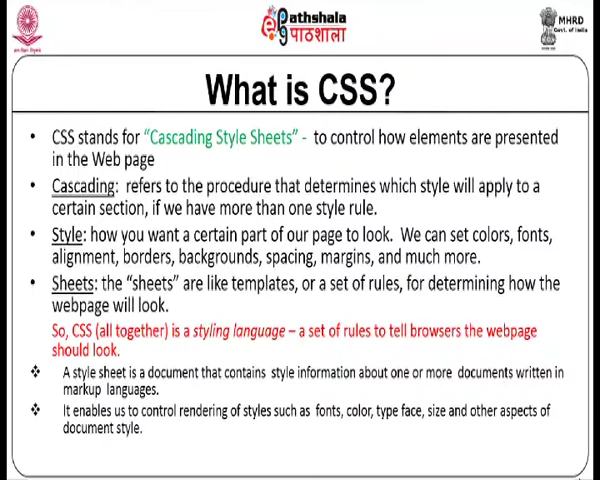 Pathshala
पाठशाला
MHRD
Govt. of India
What is CSS?
• CSS stands for “Cascading Style Sheets” - to control how elements are presented
in the Web page
• Cascading: refers to the procedure that determines which style will apply to a
certain section, if we have more than one style rule.
• Style: how you want a certain part of our page to look. We can set colors, fonts,
alignment, borders, backgrounds, spacing, margins, and much more.
• Sheets: the “sheets” are like templates, or a set of rules, for determining how the
webpage will look.
So, CSS (all together) is a styling language – a set of rules to tell browsers the webpage
should look.
❖ A style sheet is a document that contains style information about one or more documents written in
markup languages.
❖ It enables us to control rendering of styles such as fonts, color, type face, size and other aspects of
document style.